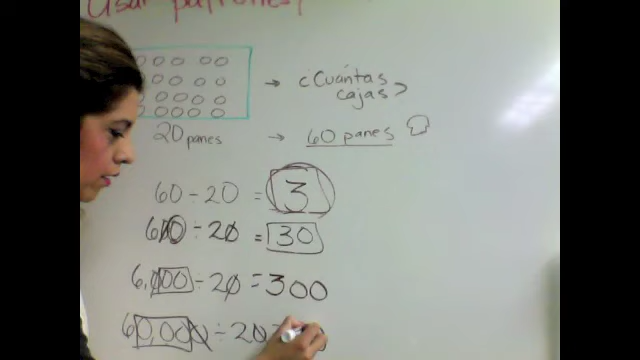 Usar patrones
¿Cuántas
cajas?
20 panes → 60 panes
60 ÷ 20 = 3
600 ÷ 20 = 30
6,000 ÷ 20 = 300
60,000 ÷ 20 =